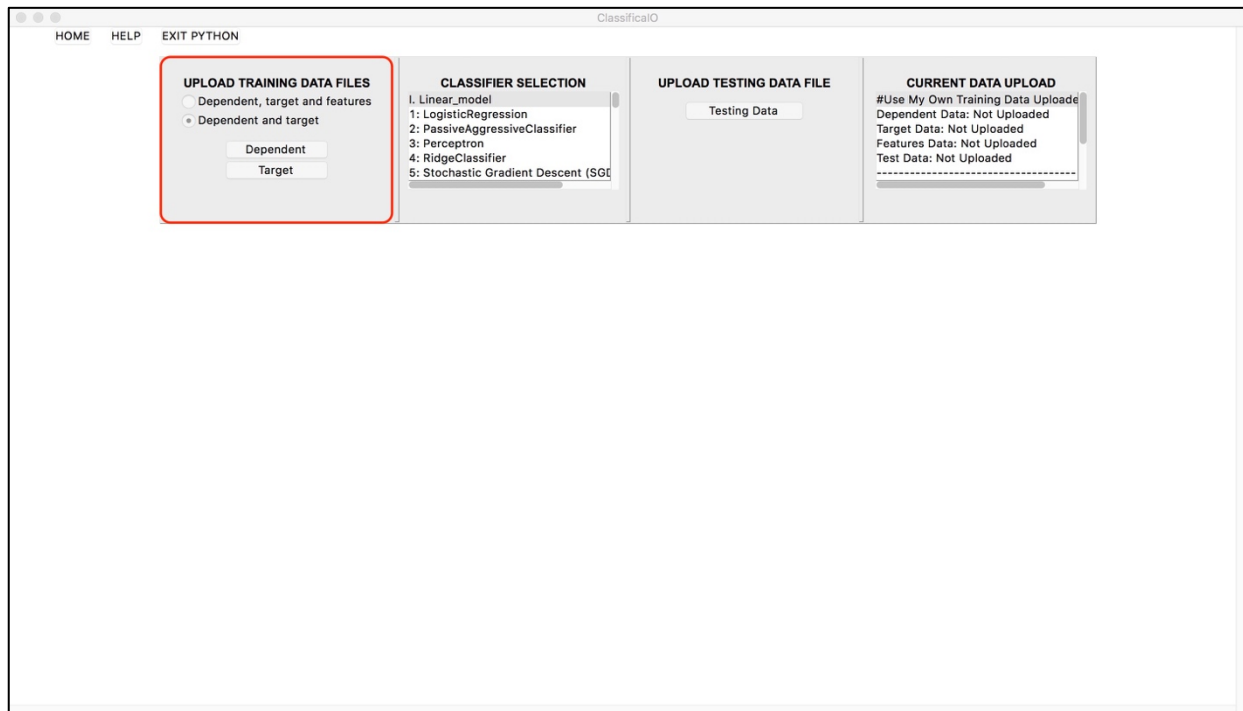 ClassificaIO
HOME HELP EXIT PYTHON
UPLOAD TRAINING DATA FILES
Dependent, target and features
Dependent and target
Dependent
Target
CLASSIFIER SELECTION
I. Linear_model
1: LogisticRegression
2: PassiveAggressiveClassifier
3: Perceptron
4: RidgeClassifier
5: Stochastic Gradient Descent (SGD
UPLOAD TESTING DATA FILE
Testing Data
CURRENT DATA UPLOAD
#Use My Own Training Data Uploade
Dependent Data: Not Uploaded
Target Data: Not Uploaded
Features Data: Not Uploaded
Test Data: Not Uploaded
-----------------------------------